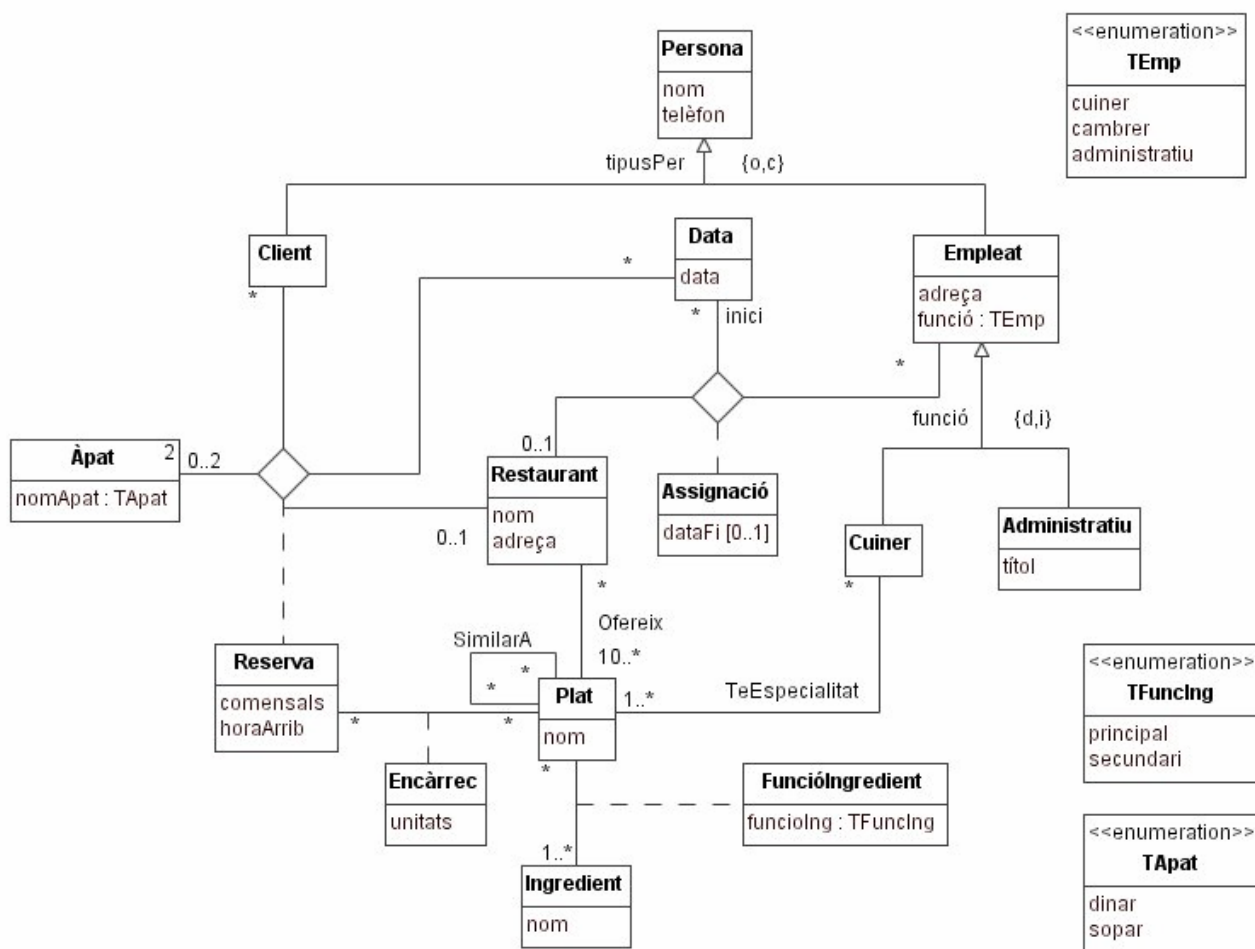 <<enumeration>>
TEmp
cuiner
cambrer
administratiu
Persona
nom
telèfon
tipusPer
{o,c}
Client
*
Data
data
*
*
inici
Empleat
adreça
funció : TEmp
*
funció
{d,i}
Àpat
2
nomApat : TApat
0..2
0..1
Restaurant
nom
adreça
0..1
Assignació
dataFi [0..1]
Cuiner
*
Administratiu
títol
*
Ofereix
10..*
SimilarA
*
*
Reserva
comensals
horaArrib
*
*
Plat
nom
1..*
TeEspecialitat
*
Encàrrec
unitats
FuncióIngredient
funcioIng : TFuncIng
1..*
Ingredient
nom
<<enumeration>>
TFuncIng
principal
secundari
<<enumeration>>
TApat
dinar
sopar